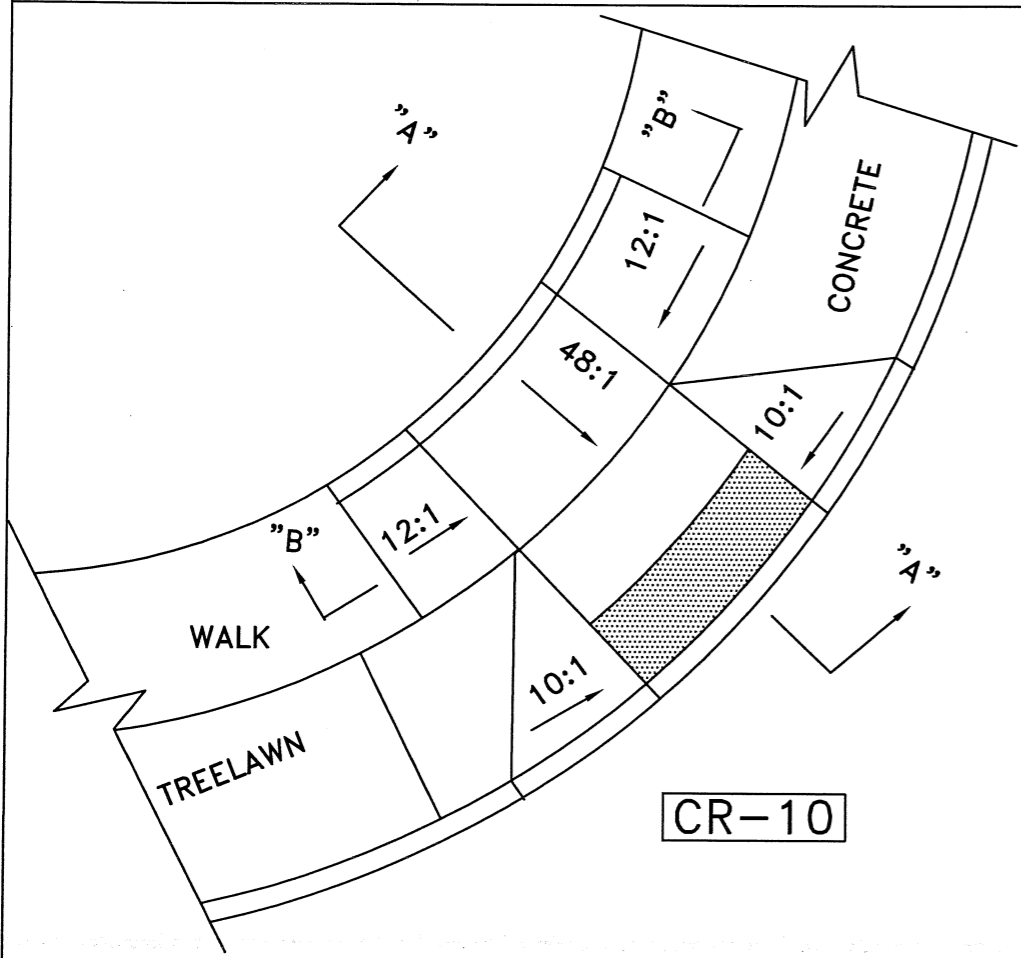 "A"
"B"
CONCRETE
12:1
48:1
10:1
12:1
"B"
"A"
WALK
10:1
TREELAWN
CR-10